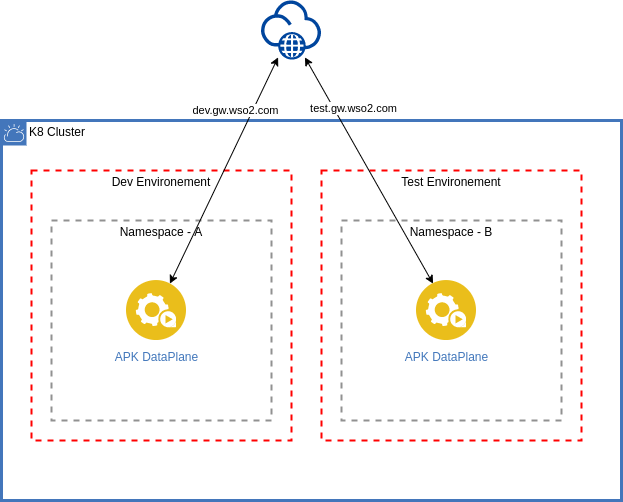 dev.gw.wso2.com
test.gw.wso2.com
K8 Cluster
Dev Environement
Test Environement
Namespace - A
Namespace - B
APK DataPlane
APK DataPlane